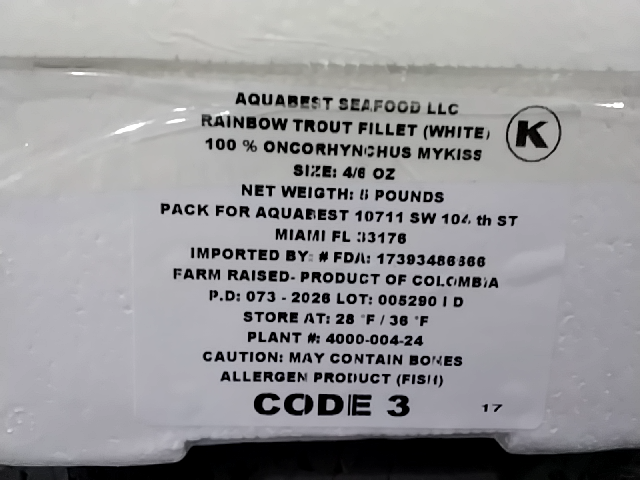 AQUABEST SEAFOOD LLC
RAINBOW TROUT FILLET (WHITE)
K
100 % ONCORHYNCHUS MYKISS
SIZE: 4/6 OZ
NET WEIGTH: 5 POUNDS
PACK FOR AQUABEST 10711 SW 104 th ST
MIAMI FL 33176
IMPORTED BY: # FDA:
FARM RAISED- PRODUCT OF COLOMBIA
P.D: 073 - 2026 LOT: 005290 I D
STORE AT: 28 °F / 36 °F
PLANT #: 4000-004-24
CAUTION: MAY CONTAIN BONES
ALLERGEN PRODUCT (FISH)
CODE 3
17